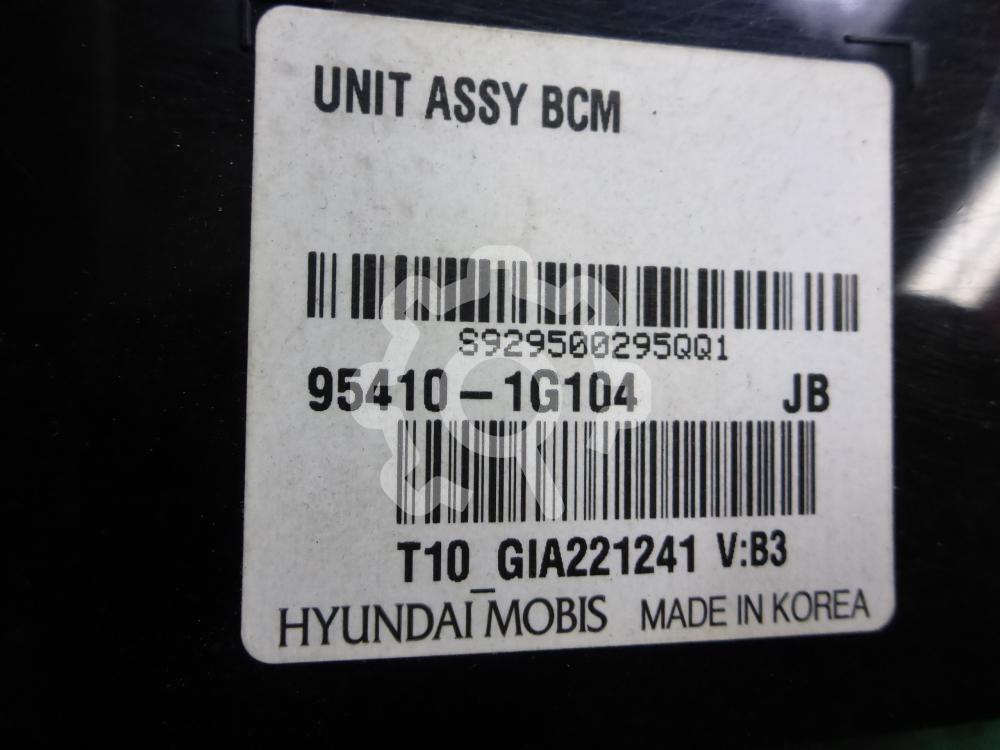 UNIT ASSY BCM
S929500295QQ1
95410-1G104 JB
T10_GIA221241 V:B3
HYUNDAI MOBIS MADE IN KOREA